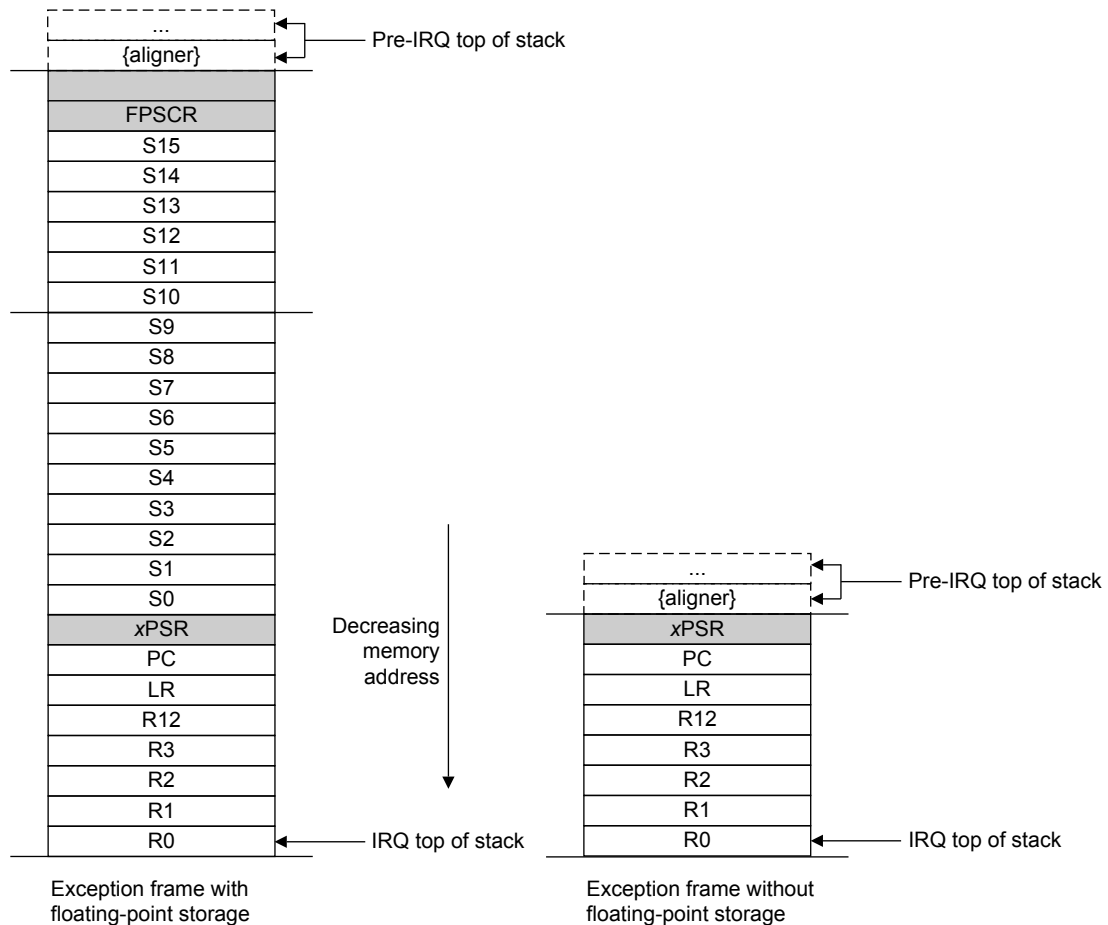 ...
Pre-IRQ top of stack
{aligner}
FPSCR
S15
S14
S13
S12
S11
S10
S9
S8
S7
S6
S5
S4
S3
S2
S1
S0
xPSR
PC
LR
R12
R3
R2
R1
R0
IRQ top of stack
Exception frame with
floating-point storage
Decreasing
memory
address
...
Pre-IRQ top of stack
{aligner}
xPSR
PC
LR
R12
R3
R2
R1
R0
IRQ top of stack
Exception frame without
floating-point storage